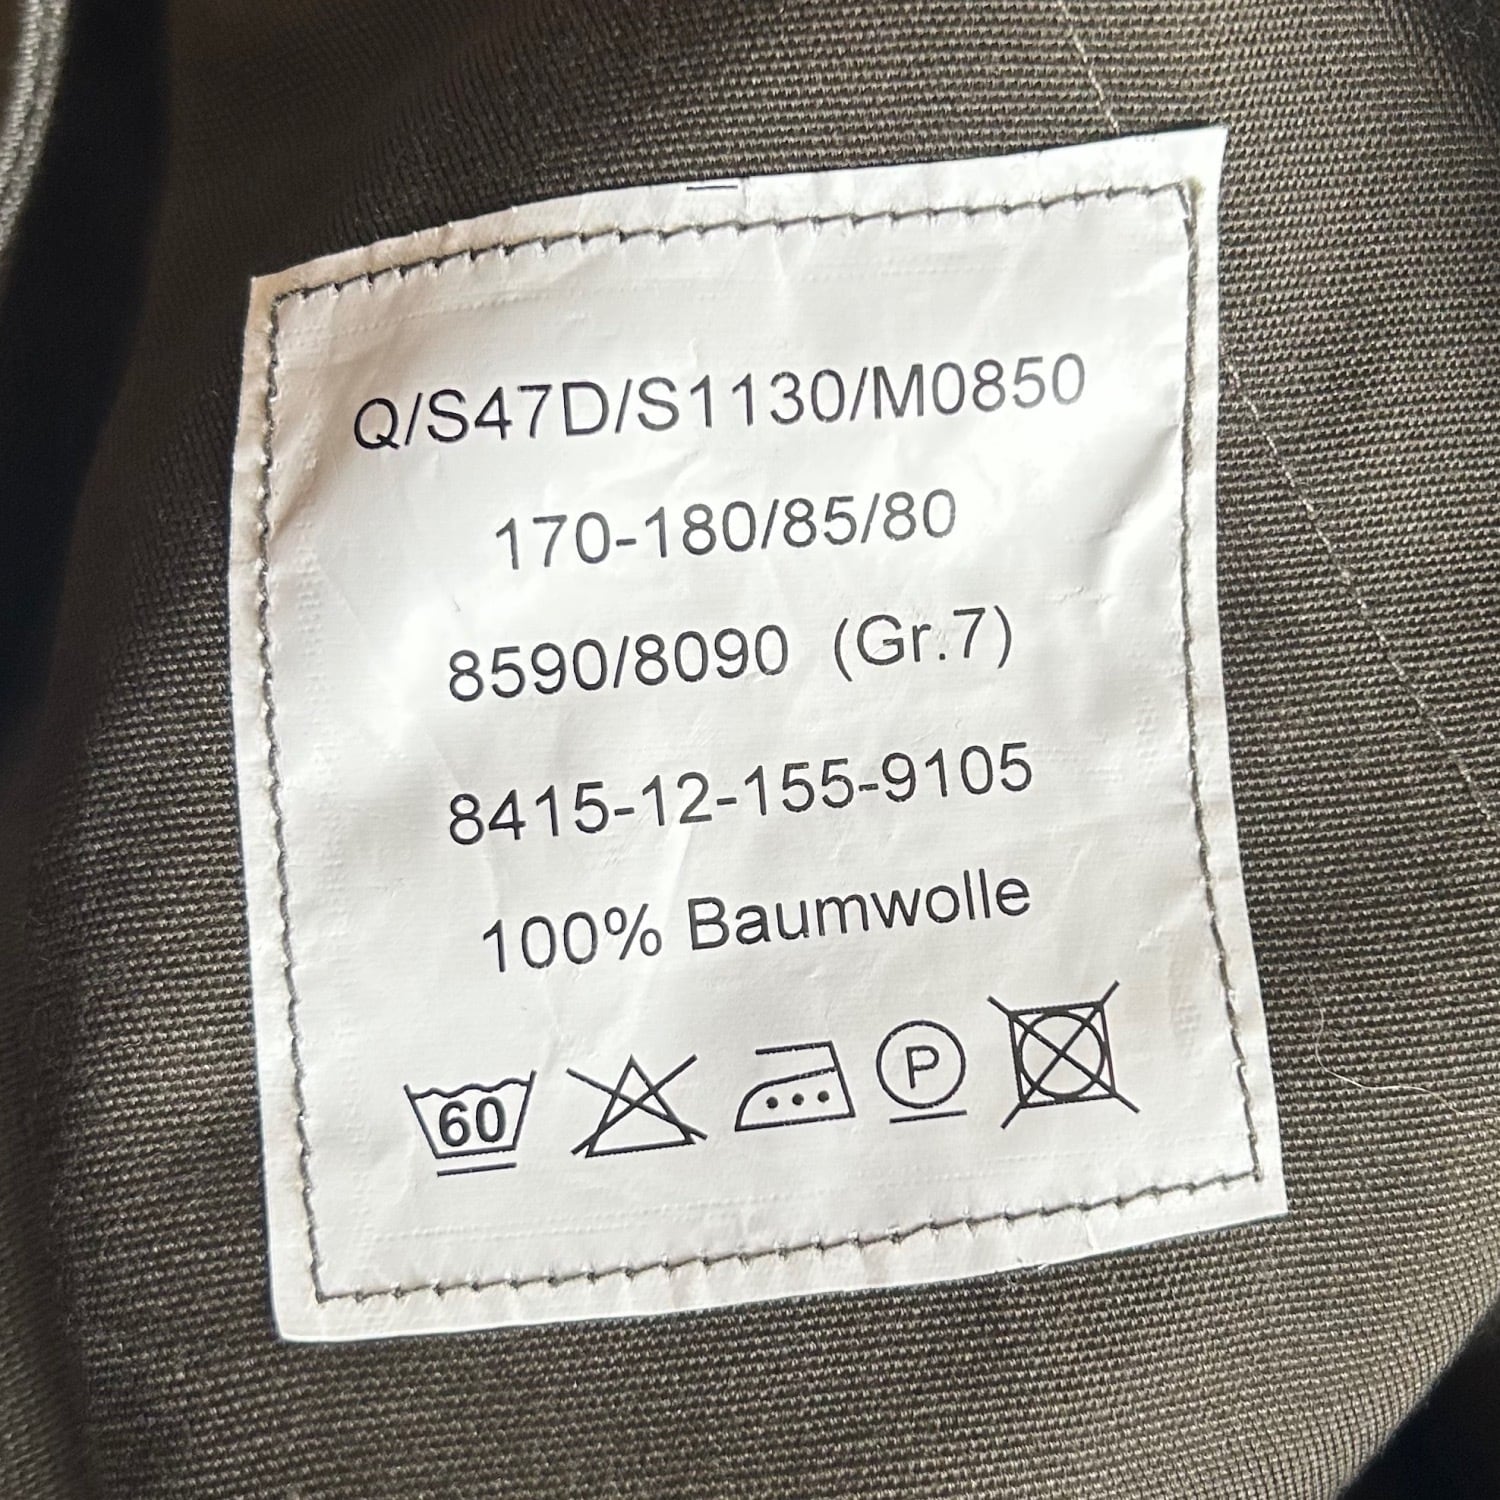 Q/S47D/S1130/M0850
170-180/85/80
8590/8090 (Gr.7)
8415-12-155-9105
100% Baumwolle
60 P